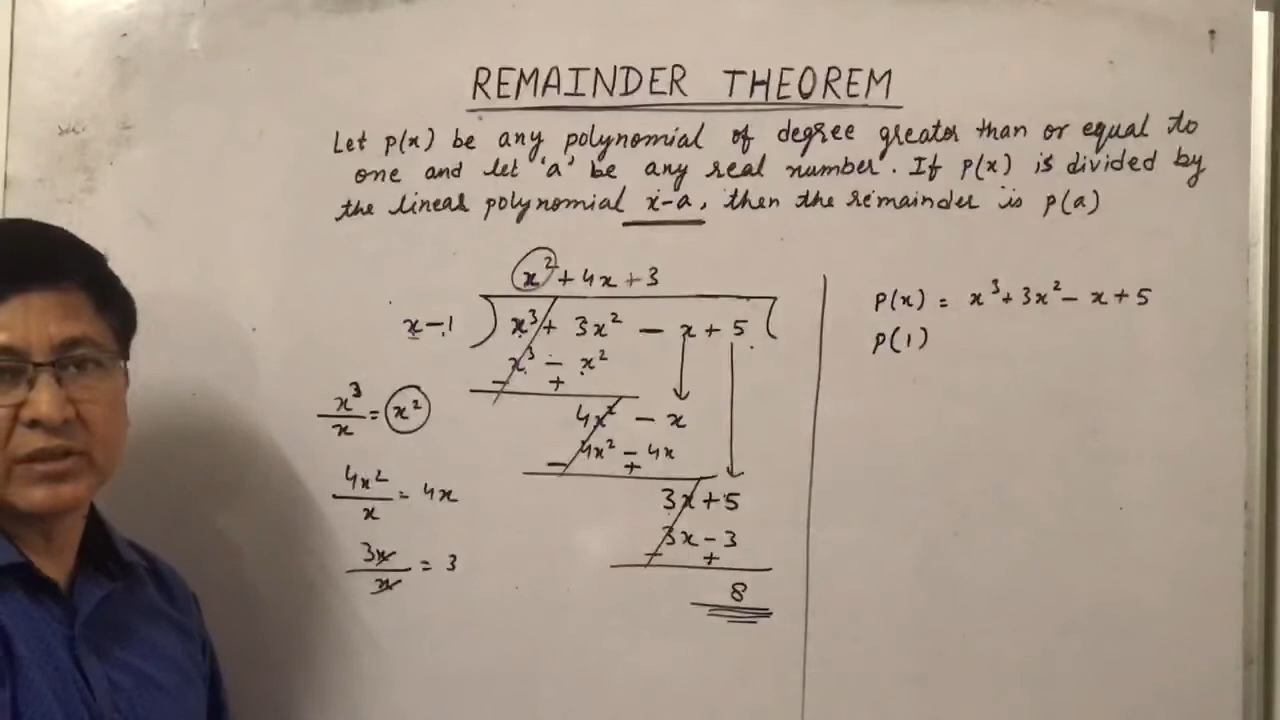 REMAINDER THEOREM
Let p(x) be any polynomial of degree greater than or equal to
one and let 'a' be any real number. If p(x) is divided by
the linear polynomial x-a, then the remainder is p(a)
x² + 4x + 3
x - 1 ) x³ + 3x² - x + 5 (
x³ - x²
- +
4x² - x
4x² - 4x
- +
3x + 5
3x - 3
- +
8
x³/x = x²
4x²/x = 4x
3x/x = 3
P(x) = x³ + 3x² - x + 5
P(1)